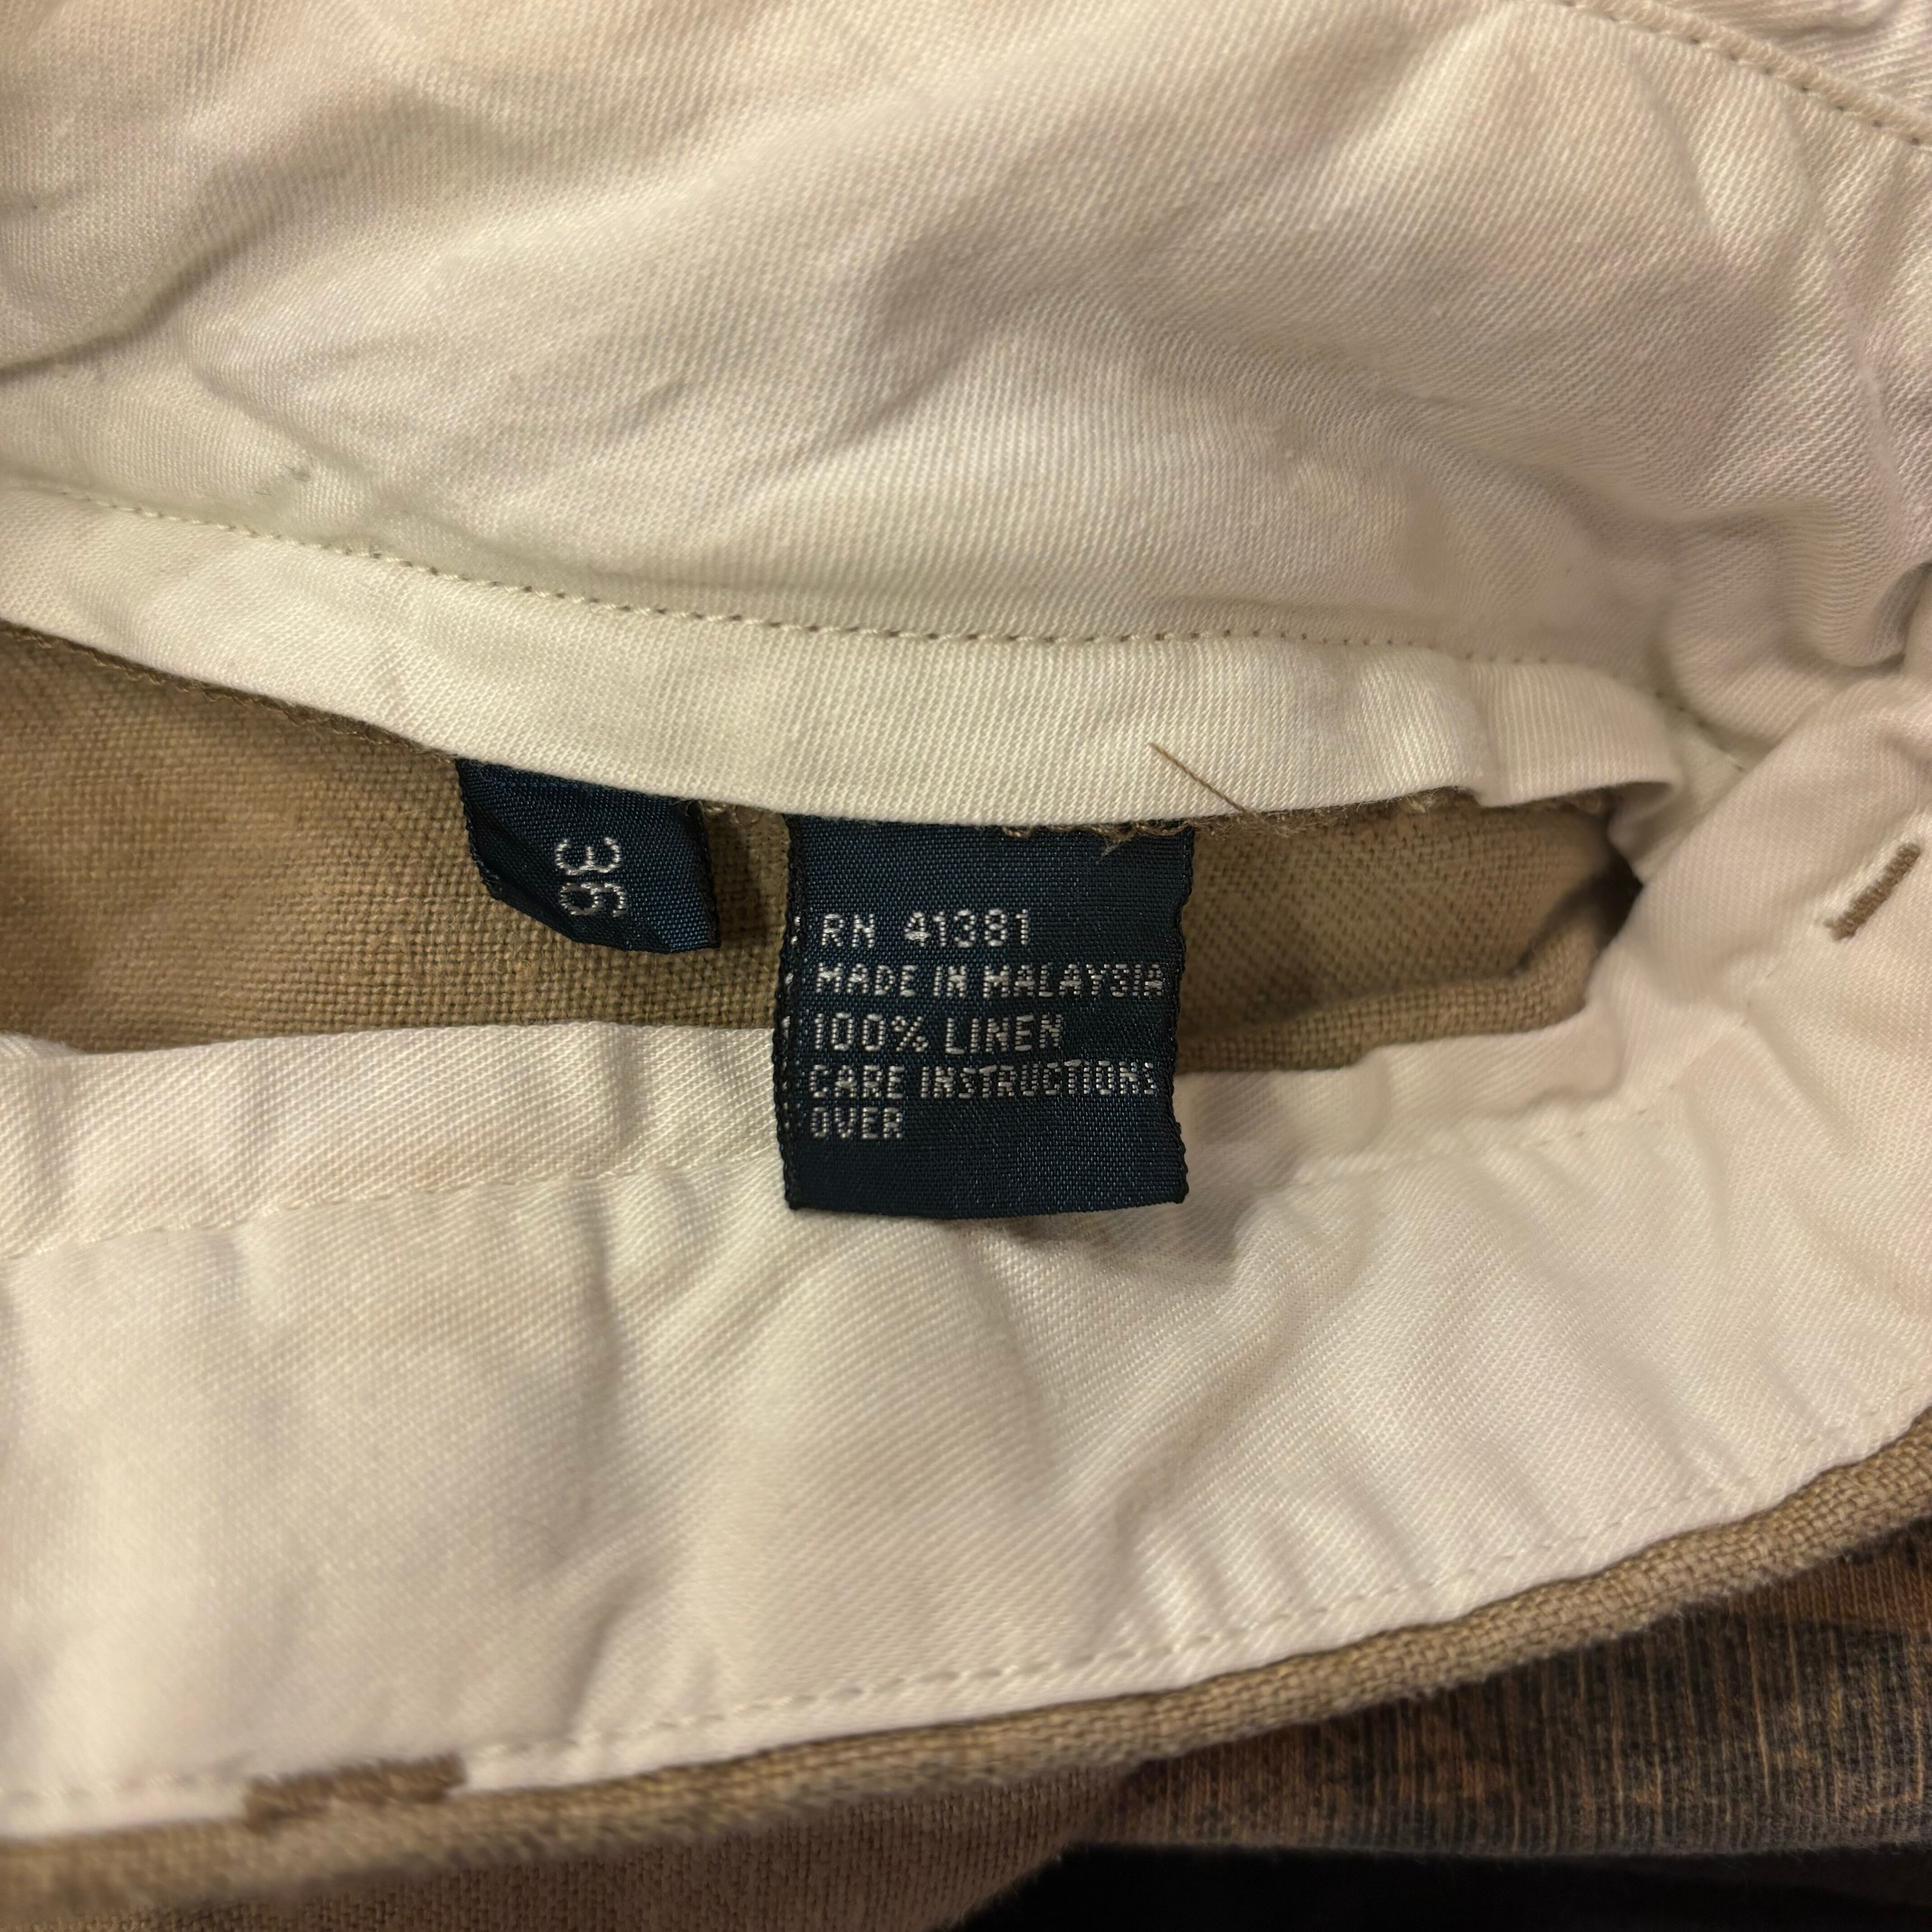 36
RN 41381
MADE IN MALAYSIA
100% LINEN
CARE INSTRUCTIONS
OVER